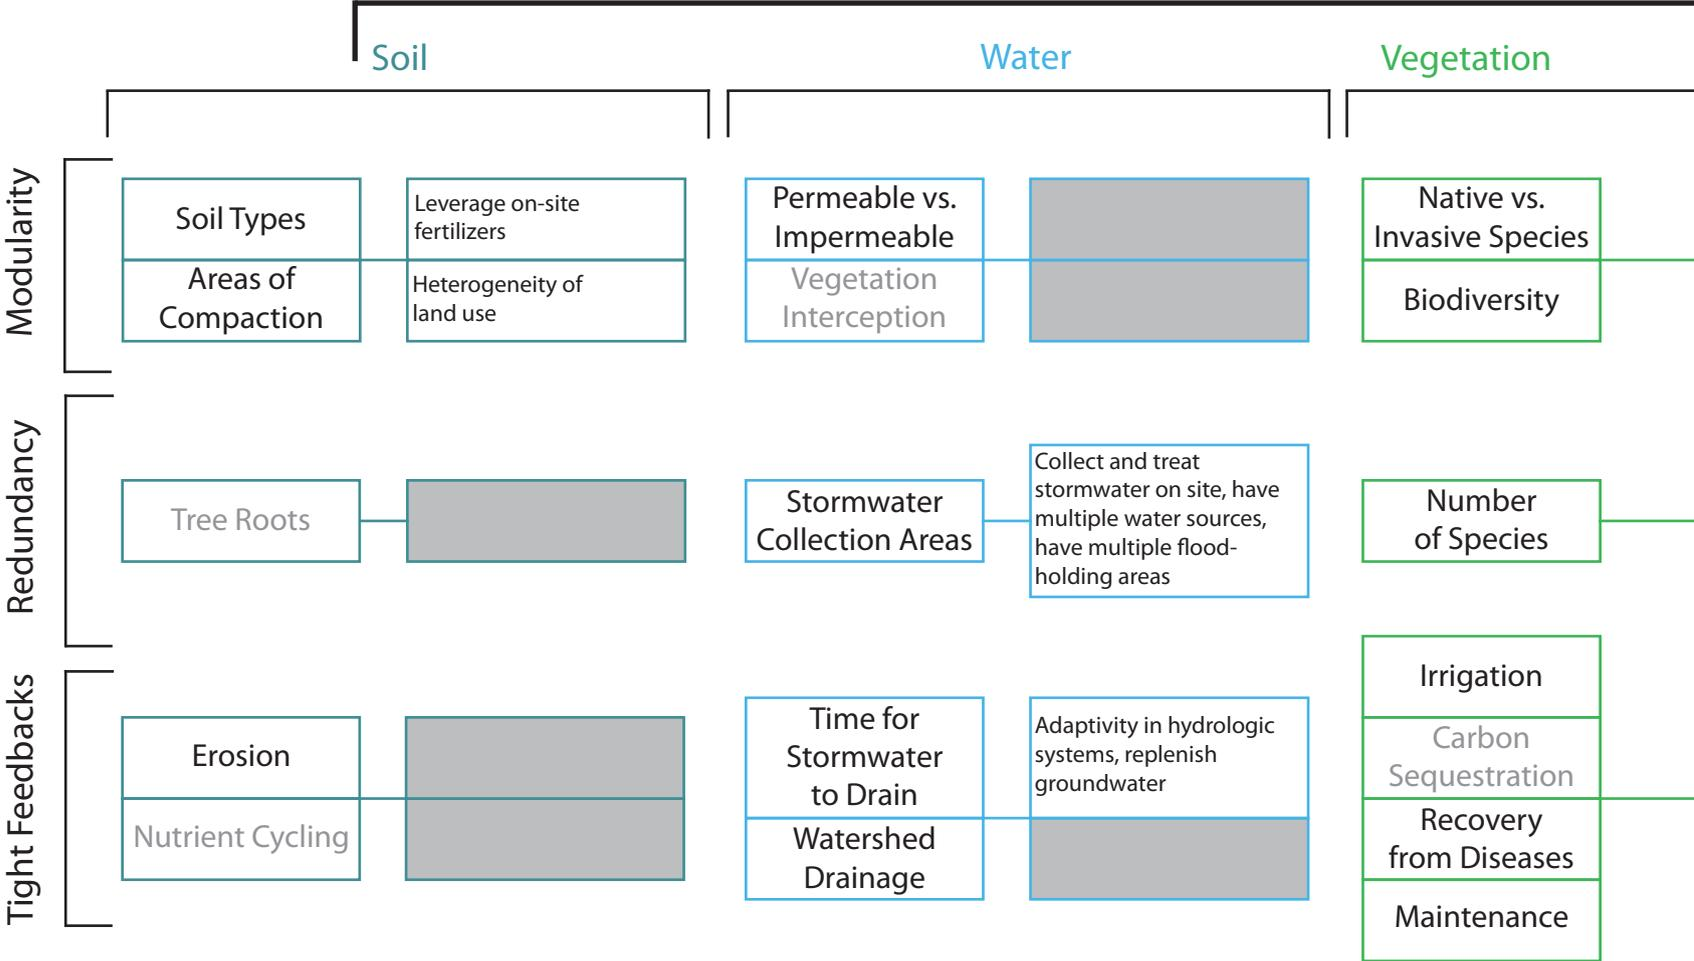 Soil
Water
Vegetation
Modularity
Soil Types
Areas of
Compaction
Leverage on-site
fertilizers
Heterogeneity of
land use
Permeable vs.
Impermeable
Vegetation
Interception
Native vs.
Invasive Species
Biodiversity
Redundancy
Tree Roots
Stormwater
Collection Areas
Collect and treat
stormwater on site, have
multiple water sources,
have multiple flood-
holding areas
Number
of Species
Tight Feedbacks
Erosion
Nutrient Cycling
Time for
Stormwater
to Drain
Watershed
Drainage
Adaptivity in hydrologic
systems, replenish
groundwater
Irrigation
Carbon
Sequestration
Recovery
from Diseases
Maintenance